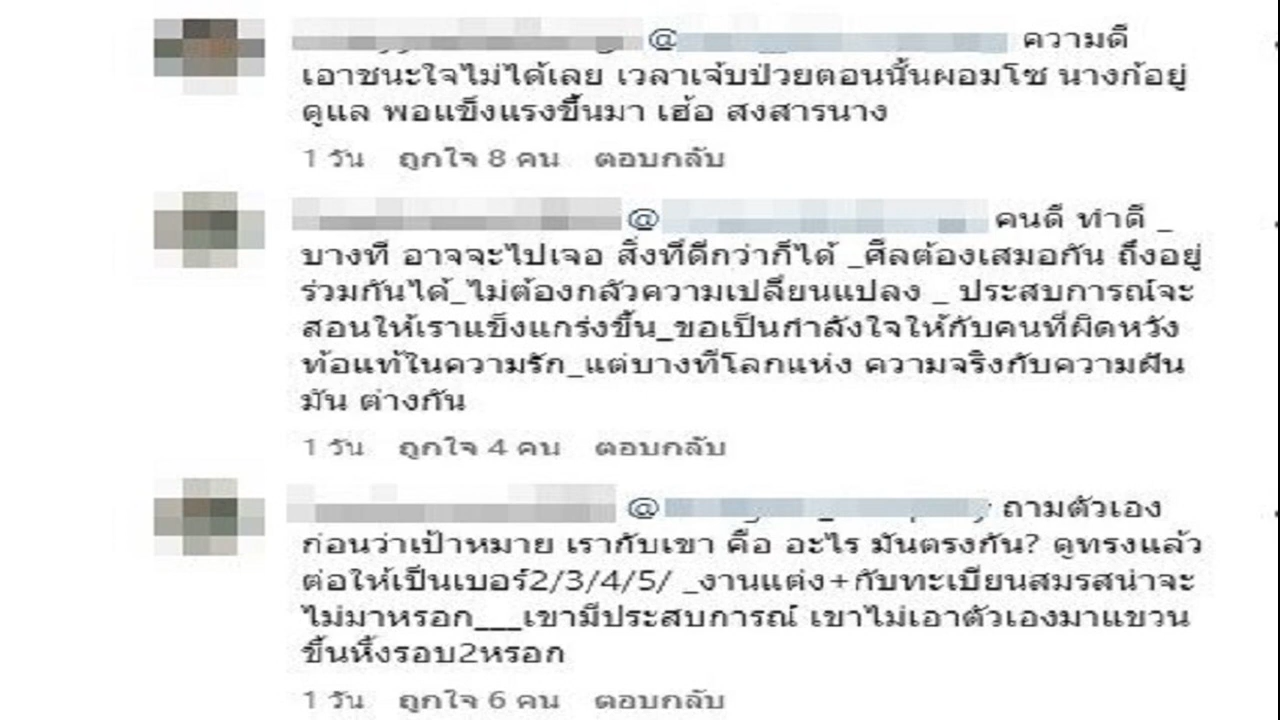 @ ความดี
เอาชนะใจไม่ได้เลย เวลาเจ้บป่วยตอนนั้นผอมโซ นางก้อยู่
ดูแล พอแข็งแรงขึ้นมา เฮ้อ สงสารนาง
1 วัน ถูกใจ 8 คน ตอบกลับ
@ คนดี ทำดี _
บางที อาจจะไปเจอ สิ่งที่ดีกว่าก็ได้ _ศีลต้องเสมอกัน ถึงอยู่
ร่วมกันได้_ไม่ต้องกลัวความเปลี่ยนแปลง _ ประสบการณ์จะ
สอนให้เราแข็งแกร่งขึ้น_ขอเป็นกำลังใจให้กับคนที่ผิดหวัง
ท้อแท้ในความรัก_แต่บางทีโลกแห่ง ความจริงกับความฝัน
มัน ต่างกัน
1 วัน ถูกใจ 4 คน ตอบกลับ
@ ถามตัวเอง
ก่อนว่าเป้าหมาย เรากับเขา คือ อะไร มันตรงกัน? ดูทรงแล้ว
ต่อให้เป็นเบอร์2/3/4/5/ _งานแต่ง+กับทะเบียนสมรสน่าจะ
ไม่มาหรอก___เขามีประสบการณ์ เขาไม่เอาตัวเองมาแขวน
ขึ้นหิ้งรอบ2หรอก
1 วัน ถูกใจ 6 คน ตอบกลับ